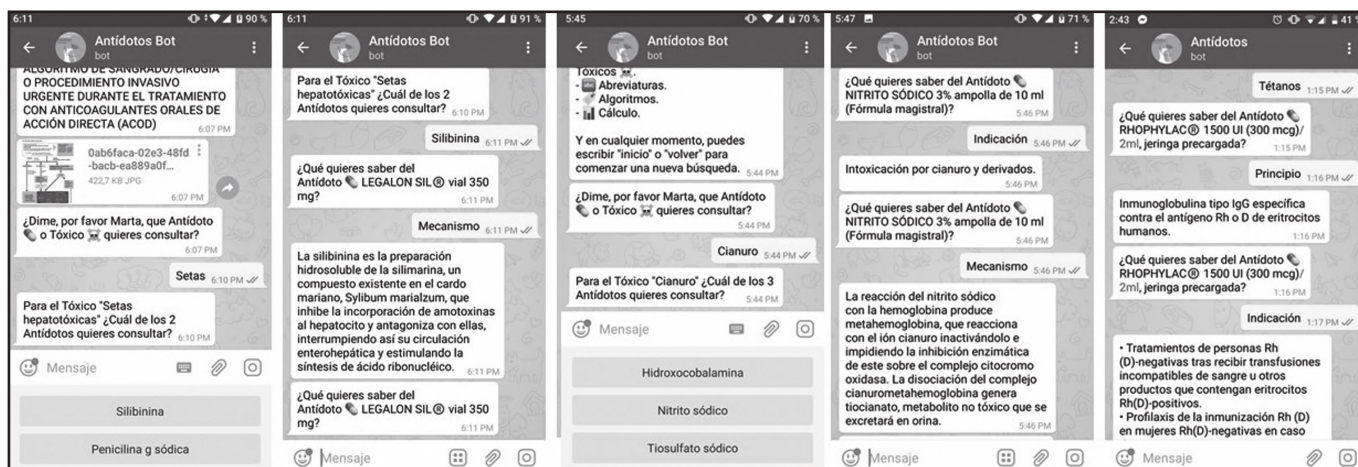 6:11
90 %
Antídotos Bot
bot
ALGORITMO DE SANGRADO/CIRUGÍA
O PROCEDIMIENTO INVASIVO
URGENTE DURANTE EL TRATAMIENTO
CON ANTICOAGULANTES ORALES DE
ACCIÓN DIRECTA (ACOD)
6:07 PM
0ab6faca-02e3-48fd
-bacb-ea889a0f...
422,7 KB JPG
6:07 PM
¿Dime, por favor Marta, que Antídoto
o Tóxico quieres consultar?
6:07 PM
Setas 6:10 PM
Para el Tóxico "Setas
hepatotóxicas" ¿Cuál de los 2
Antídotos quieres consultar? 6:10 PM
Mensaje
Silibinina
Penicilina g sódica
6:11
91 %
Antídotos Bot
bot
Para el Tóxico "Setas
hepatotóxicas" ¿Cuál de los 2
Antídotos quieres consultar? 6:10 PM
Silibinina 6:11 PM
¿Qué quieres saber del
Antídoto LEGALON SIL® vial 350
mg? 6:11 PM
Mecanismo 6:11 PM
La silibinina es la preparación
hidrosoluble de la silimarina, un
compuesto existente en el cardo
mariano, Sylibum marialzum, que
inhibe la incorporación de amotoxinas
al hepatocito y antagoniza con ellas,
interrumpiendo así su circulación
enterohepática y estimulando la
síntesis de ácido ribonucléico. 6:11 PM
¿Qué quieres saber del
Antídoto LEGALON SIL® vial 350
mg? 6:11 PM
Mensaje
5:45
70 %
Antídotos Bot
bot
Tóxicos .
- abc Abreviaturas.
- Algoritmos.
- Cálculo.
Y en cualquier momento, puedes
escribir "inicio" o "volver" para
comenzar una nueva búsqueda. 5:44 PM
¿Dime, por favor Marta, que Antídoto
o Tóxico quieres consultar?
5:44 PM
Cianuro 5:44 PM
Para el Tóxico "Cianuro" ¿Cuál de los 3
Antídotos quieres consultar? 5:44 PM
Mensaje
Hidroxocobalamina
Nitrito sódico
Tiosulfato sódico
5:47
71 %
Antídotos Bot
bot
¿Qué quieres saber del Antídoto
NITRITO SÓDICO 3% ampolla de 10 ml
(Fórmula magistral)? 5:46 PM
Indicación 5:46 PM
Intoxicación por cianuro y derivados.
5:46 PM
¿Qué quieres saber del Antídoto
NITRITO SÓDICO 3% ampolla de 10 ml
(Fórmula magistral)? 5:46 PM
Mecanismo 5:46 PM
La reacción del nitrito sódico
con la hemoglobina produce
metahemoglobina, que reacciona
con el ión cianuro inactivándolo e
impidiendo la inhibición enzimática
de este sobre el complejo citocromo
oxidasa. La disociación del complejo
cianurometahemoglobina genera
tiocianato, metabolito no tóxico que se
excretará en orina. 5:46 PM
Mensaje
2:43
41 %
Antídotos
bot
Tétanos 1:15 PM
¿Qué quieres saber del Antídoto
RHOPHYLAC® 1500 UI (300 mcg)/
2ml, jeringa precargada? 1:15 PM
Principio 1:16 PM
Inmunoglobulina tipo IgG específica
contra el antígeno Rh o D de eritrocitos
humanos. 1:16 PM
¿Qué quieres saber del Antídoto
RHOPHYLAC® 1500 UI (300 mcg)/
2ml, jeringa precargada? 1:16 PM
Indicación 1:17 PM
• Tratamientos de personas Rh
(D)-negativas tras recibir transfusiones
incompatibles de sangre u otros
productos que contengan eritrocitos
Rh(D)-positivos.
• Profilaxis de la inmunización Rh (D)
en mujeres Rh(D)-negativas en caso
Mensaje